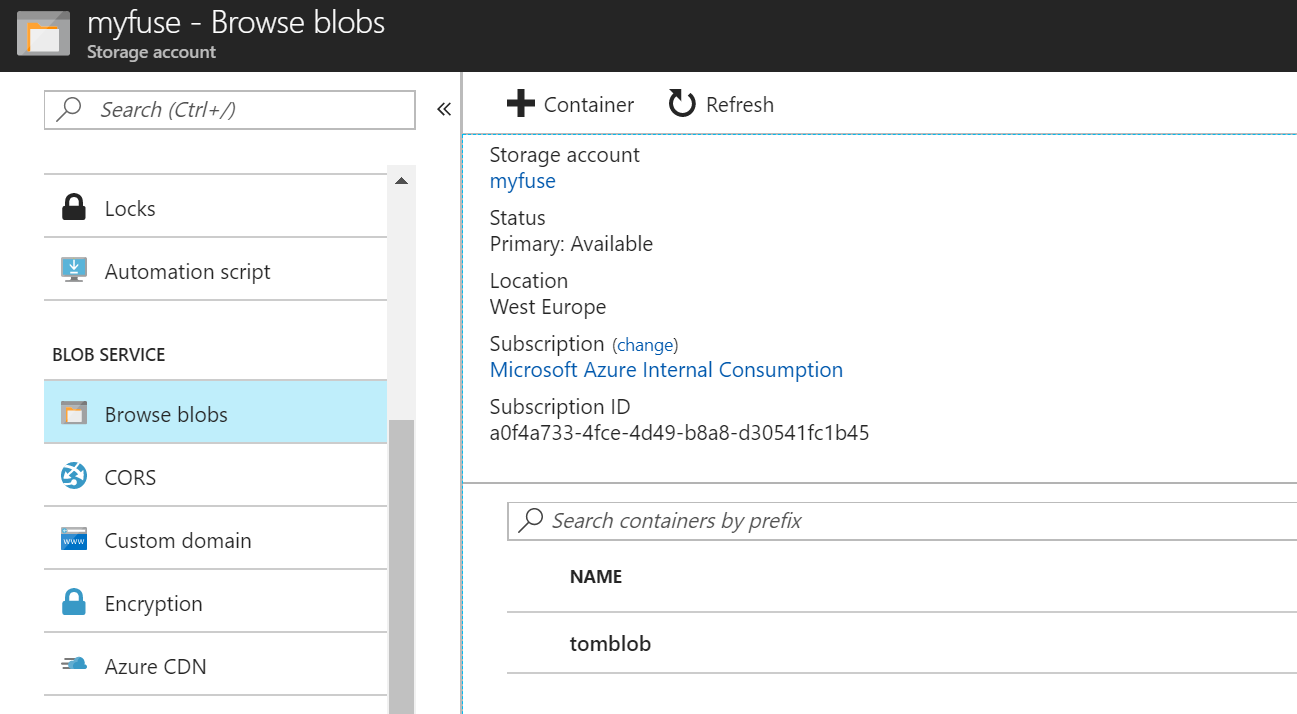 myfuse - Browse blobs
Storage account
Search (Ctrl+/)
Locks
Automation script
BLOB SERVICE
Browse blobs
CORS
Custom domain
Encryption
Azure CDN
Container
Refresh
Storage account
myfuse
Status
Primary: Available
Location
West Europe
Subscription (change)
Microsoft Azure Internal Consumption
Subscription ID
a0f4a733-4fce-4d49-b8a8-d30541fc1b45
Search containers by prefix
NAME
tomblob